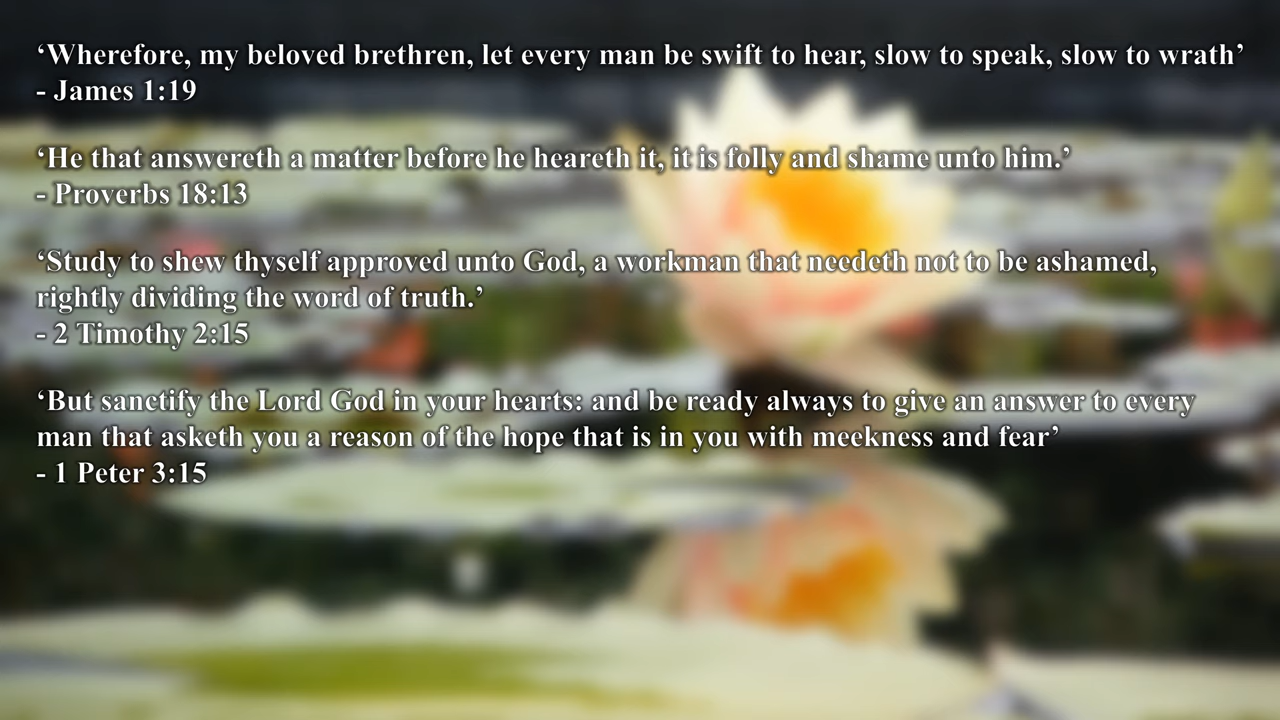 ‘Wherefore, my beloved brethren, let every man be swift to hear, slow to speak, slow to wrath’
- James 1:19
‘He that answereth a matter before he heareth it, it is folly and shame unto him.’
- Proverbs 18:13
‘Study to shew thyself approved unto God, a workman that needeth not to be ashamed,
rightly dividing the word of truth.’
- 2 Timothy 2:15
‘But sanctify the Lord God in your hearts: and be ready always to give an answer to every
man that asketh you a reason of the hope that is in you with meekness and fear’
- 1 Peter 3:15